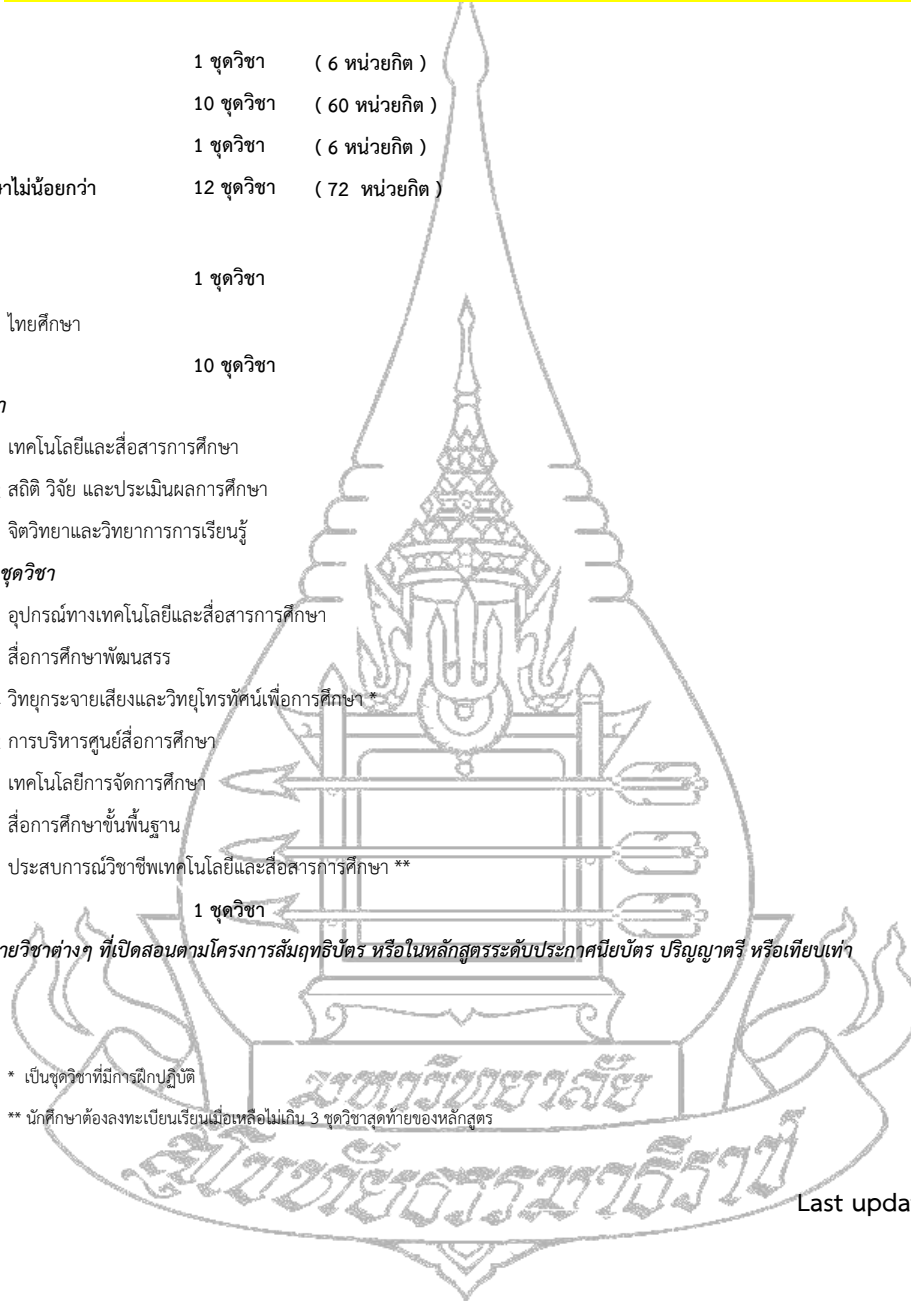 1 ชุดวิชา ( 6 หน่วยกิต )
10 ชุดวิชา ( 60 หน่วยกิต )
1 ชุดวิชา ( 6 หน่วยกิต )
ษาไม่น้อยกว่า 12 ชุดวิชา ( 72 หน่วยกิต )
1 ชุดวิชา
ไทยศึกษา
10 ชุดวิชา
า
เทคโนโลยีและสื่อสารการศึกษา
สถิติ วิจัย และประเมินผลการศึกษา
จิตวิทยาและวิทยาการการเรียนรู้
ชุดวิชา
อุปกรณ์ทางเทคโนโลยีและสื่อสารการศึกษา
สื่อการศึกษาพัฒนสรร
วิทยุกระจายเสียงและวิทยุโทรทัศน์เพื่อการศึกษา *
การบริหารศูนย์สื่อการศึกษา
เทคโนโลยีการจัดการศึกษา
สื่อการศึกษาขั้นพื้นฐาน
ประสบการณ์วิชาชีพเทคโนโลยีและสื่อสารการศึกษา **
1 ชุดวิชา
ายวิชาต่างๆ ที่เปิดสอนตามโครงการสัมฤทธิบัตร หรือในหลักสูตรระดับประกาศนียบัตร ปริญญาตรี หรือเทียบเท่า
* เป็นชุดวิชาที่มีการฝึกปฏิบัติ
มหาวิทยาลัย
** นักศึกษาต้องลงทะเบียนเรียนเมื่อเหลือไม่เกิน 3 ชุดวิชาสุดท้ายของหลักสูตร
สุโขทัยธรรมาธิราช
Last upda